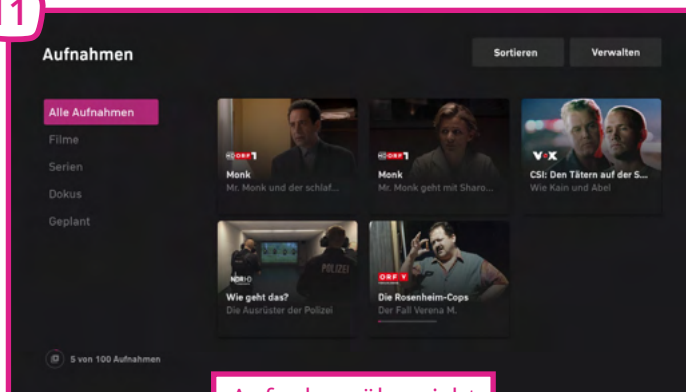 11
Aufnahmen
Sortieren
Verwalten
Alle Aufnahmen
Filme
Serien
Dokus
Geplant
ORF 1
Monk
Mr. Monk und der schlaf...
ORF 1
Monk
Mr. Monk geht mit Sharo...
VOX
CSI: Den Tätern auf der S...
Wie Kain und Abel
NDR HD
POLIZEI
Wie geht das?
Die Ausrüster der Polizei
ORF V
Die Rosenheim-Cops
Der Fall Verena M.
5 von 100 Aufnahmen